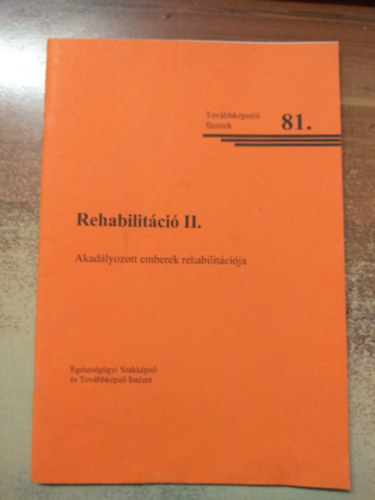 Továbbképzési
füzetek
81.
Rehabilitáció II.
Akadályozott emberek rehabilitációja
Egészségügyi Szakképző
és Továbbképző Intézet